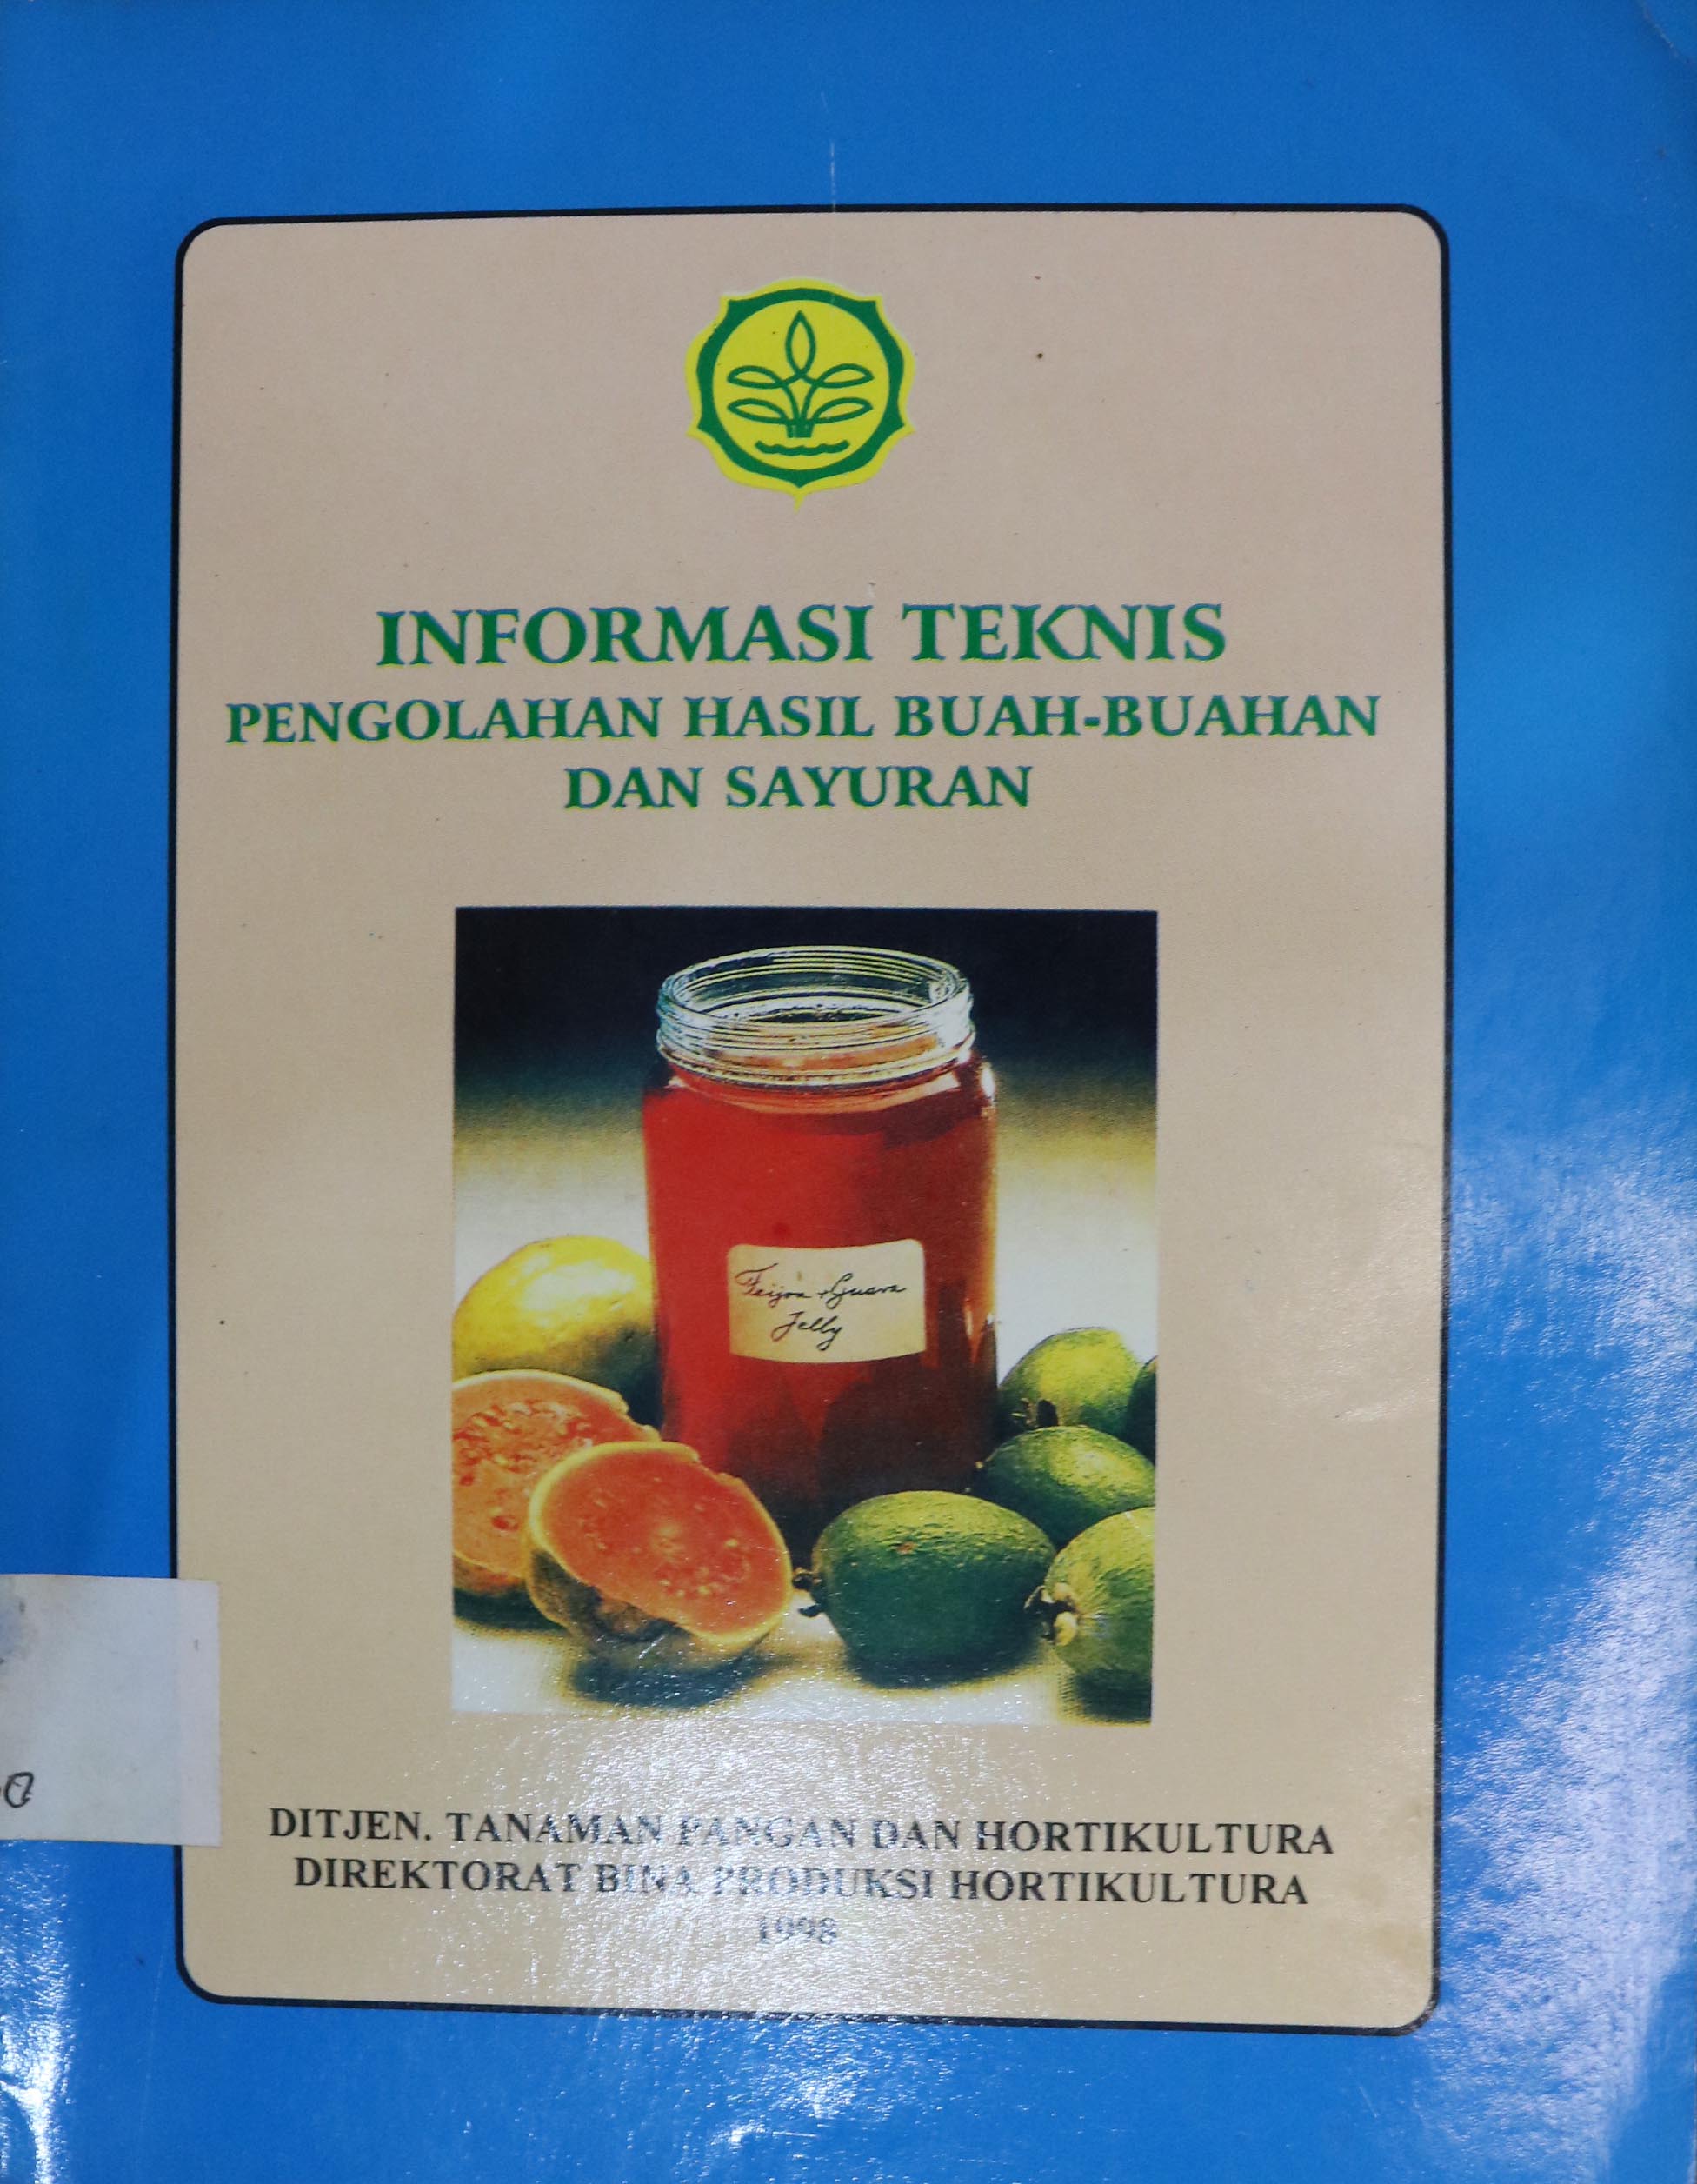 INFORMASI TEKNIS
PENGOLAHAN HASIL BUAH-BUAHAN
DAN SAYURAN
Feijoa + Guava
Jelly
DITJEN. TANAMAN PANGAN DAN HORTIKULTURA
DIREKTORAT BINA PRODUKSI HORTIKULTURA
1998